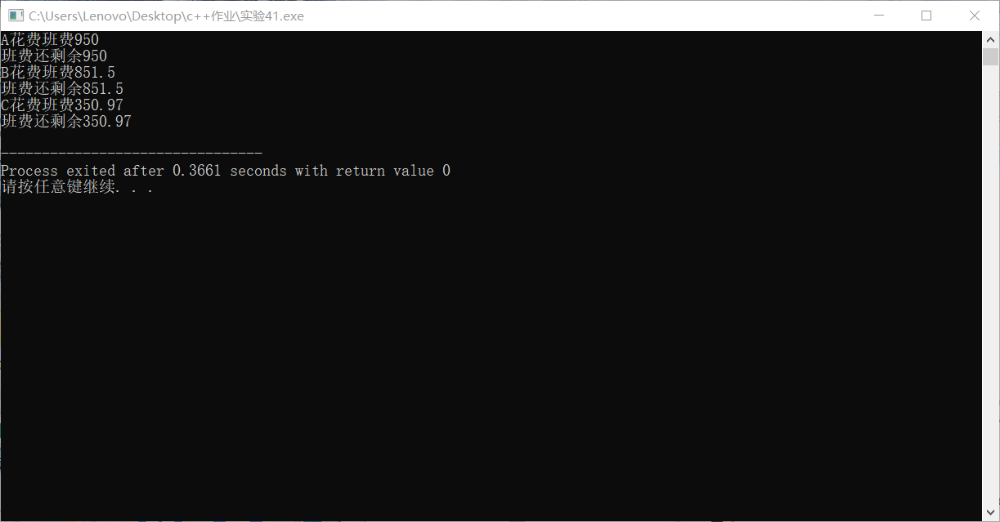 C:\Users\Lenovo\Desktop\c++作业\实验41.exe
A花费班费950
班费还剩余950
B花费班费851.5
班费还剩余851.5
C花费班费350.97
班费还剩余350.97
--------------------------------
Process exited after 0.3661 seconds with return value 0
请按任意键继续. . .